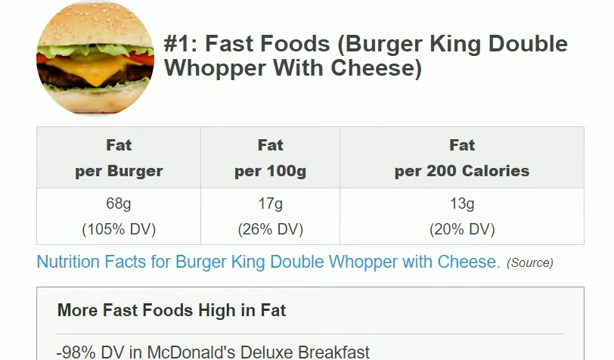 #1: Fast Foods (Burger King Double
Whopper With Cheese)
Fat
per Burger
Fat
per 100g
Fat
per 200 Calories
68g
(105% DV)
17g
(26% DV)
13g
(20% DV)
Nutrition Facts for Burger King Double Whopper with Cheese. (Source)
More Fast Foods High in Fat
-98% DV in McDonald's Deluxe Breakfast